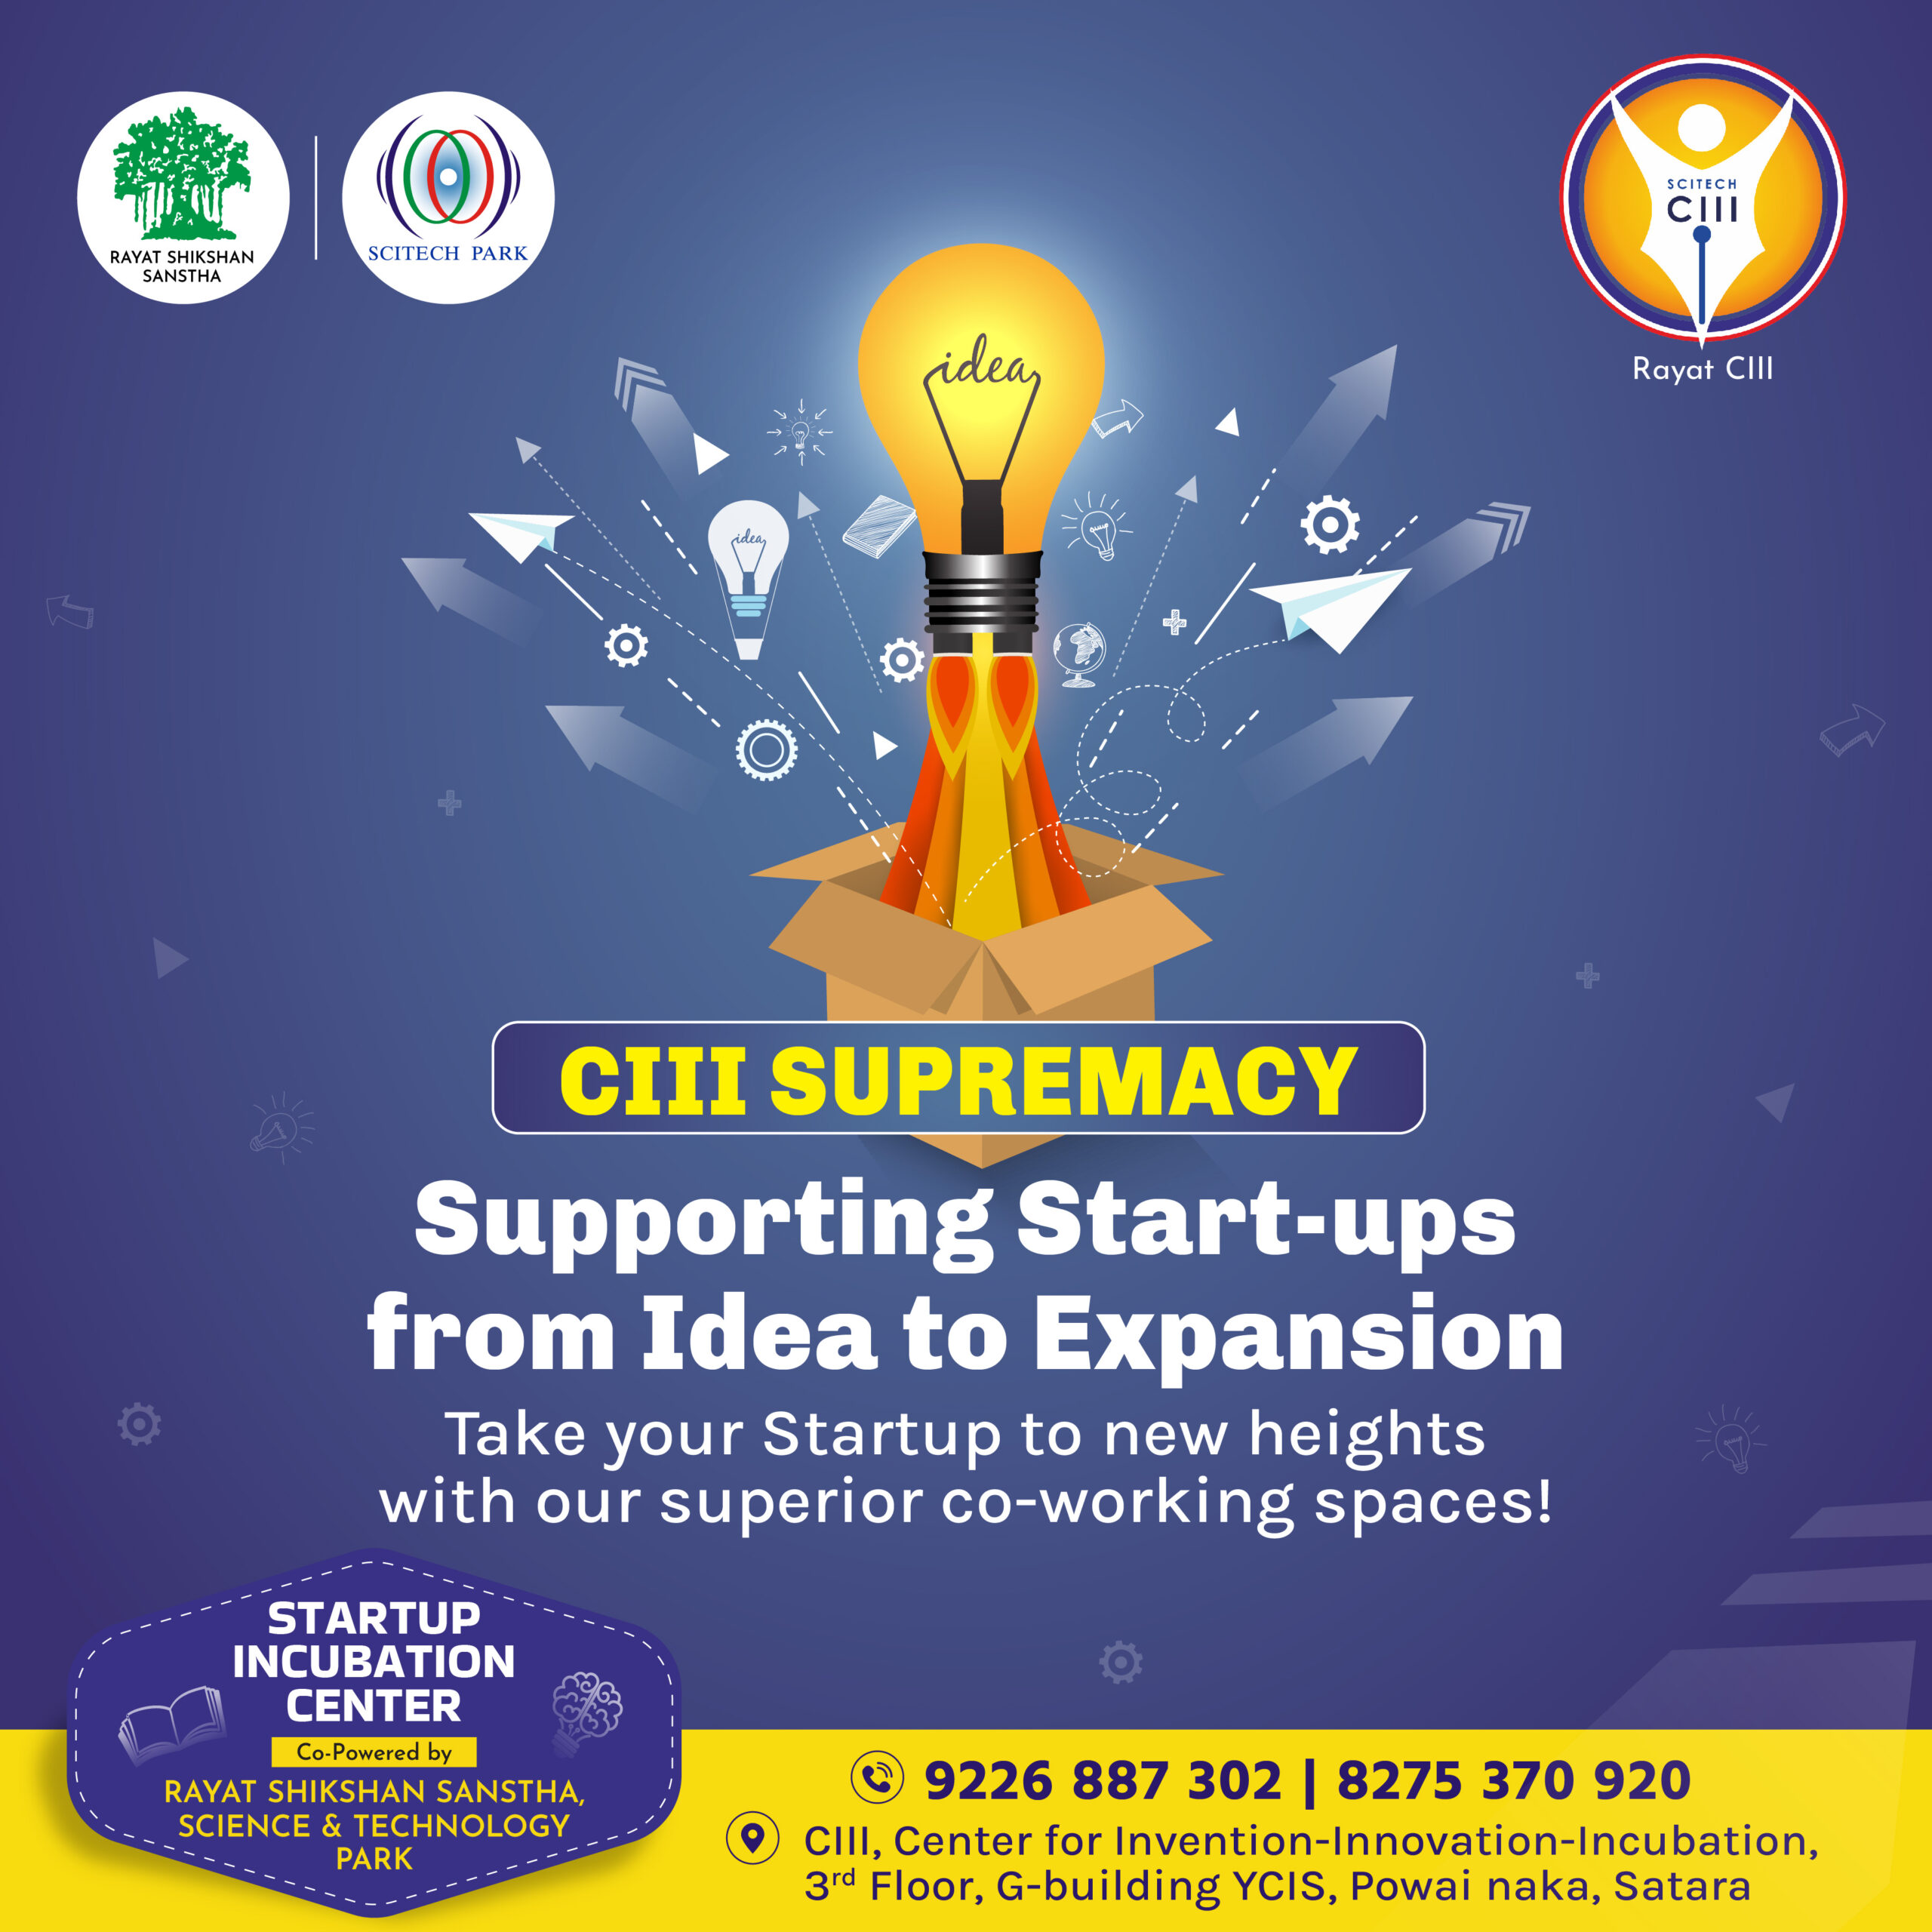 RAYAT SHIKSHAN
SANSTHA
SCITECH PARK
SCITECH
CIII
Rayat CIII
idea
idea
CIII SUPREMACY
Supporting Start-ups
from Idea to Expansion
Take your Startup to new heights
with our superior co-working spaces!
STARTUP
INCUBATION
CENTER
Co-Powered by
RAYAT SHIKSHAN SANSTHA,
SCIENCE & TECHNOLOGY
PARK
9226 887 302 | 8275 370 920
CIII, Center for Invention-Innovation-Incubation,
3rd Floor, G-building YCIS, Powai naka, Satara